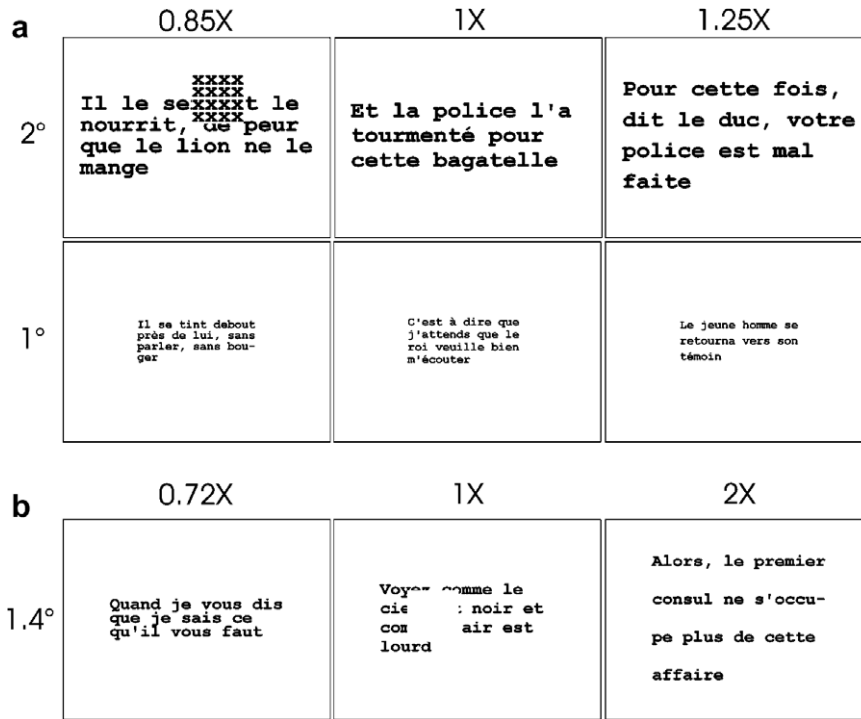 a
0.85X
1X
1.25X
2°
xxxx
xxxx
Il le sexxxxt le
xxxx
nourrit, de peur
que le lion ne le
mange
Et la police l'a
tourmenté pour
cette bagatelle
Pour cette fois,
dit le duc, votre
police est mal
faite
1°
Il se tint debout
près de lui, sans
parler, sans bou-
ger
C'est à dire que
j'attends que le
roi veuille bien
m'écouter
Le jeune homme se
retourna vers son
témoin
b
0.72X
1X
2X
1.4°
Quand je vous dis
que je sais ce
qu'il vous faut
Voyez comme le
noir et
air est
lourd
Alors, le premier
consul ne s'occu-
pe plus de cette
affaire